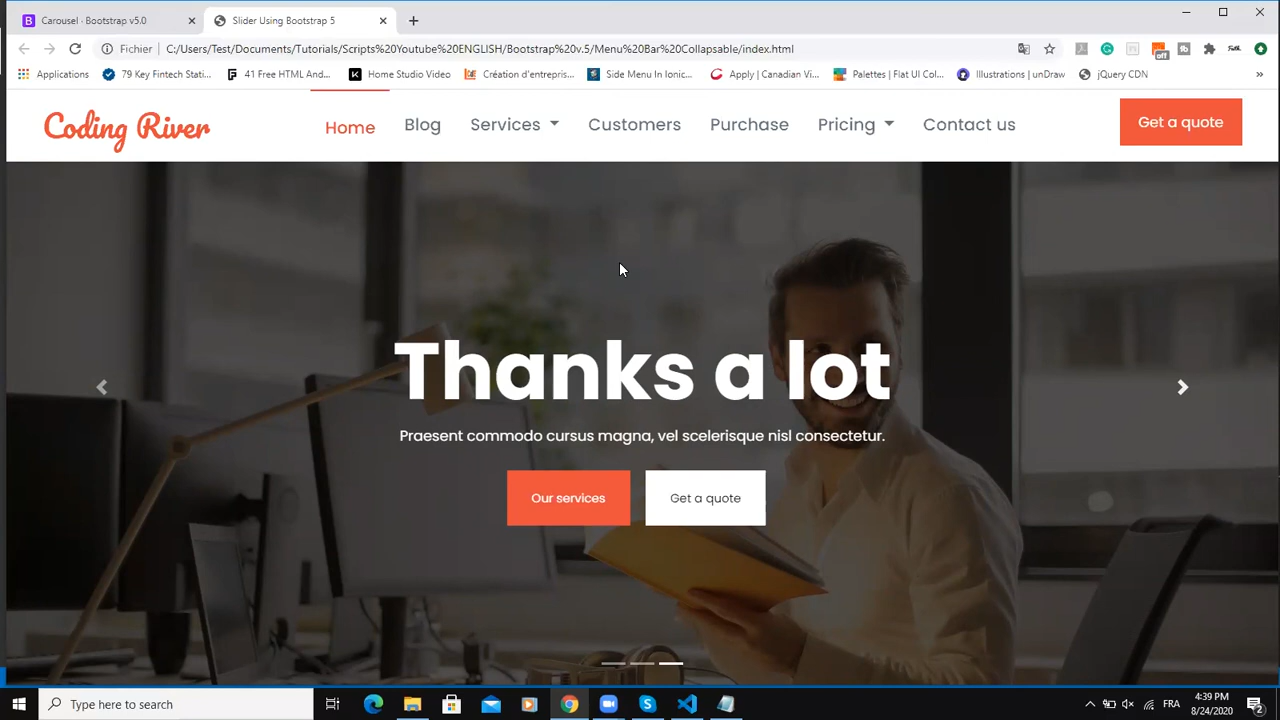 Carousel · Bootstrap v5.0
Slider Using Bootstrap 5
Fichier
C:/Users/Test/Documents/Tutorials/Scripts%20Youtube%20ENGLISH/Bootstrap%20v.5/Menu%20Bar%20Collapsable/index.html
off
Applications
79 Key Fintech Stati...
41 Free HTML And...
Home Studio Video
Création d'entrepris...
Side Menu In Ionic...
Apply | Canadian Vi...
Palettes | Flat UI Col...
Illustrations | unDraw
jQuery CDN
»
Coding River
Home
Blog
Services
Customers
Purchase
Pricing
Contact us
Get a quote
Thanks a lot
Praesent commodo cursus magna, vel scelerisque nisl consectetur.
Our services
Get a quote
Type here to search
FRA
4:39 PM
8/24/2020
2